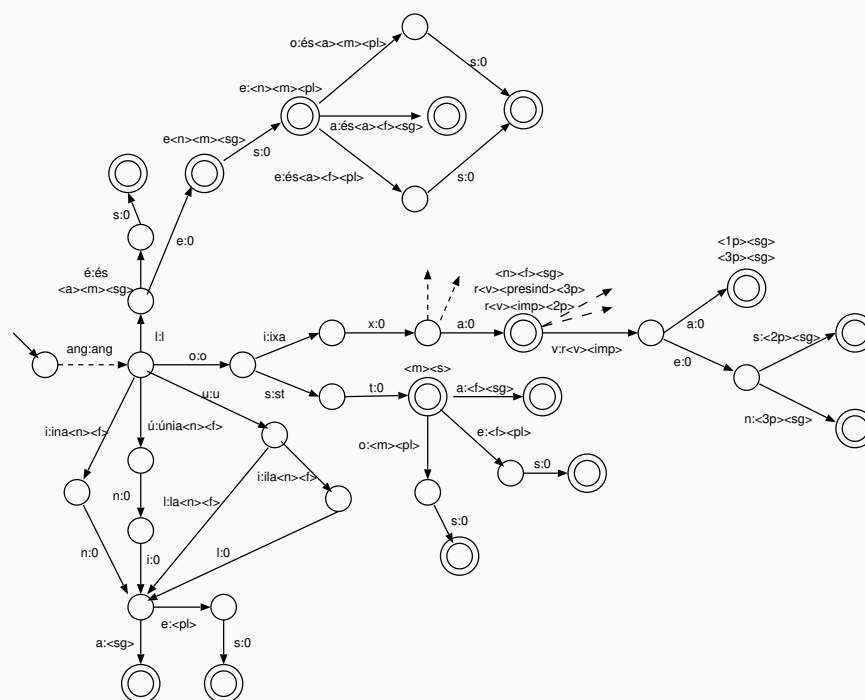 o:és<a><m><pl>
s:0
e:<n><m><pl>
a:és<a><f><sg>
e<n><m><sg>
s:0
e:és<a><f><pl>
s:0
s:0
e:0
é:és
<a><m><sg>
l:l
<1p><sg>
<3p><sg>
<n><f><sg>
r<v><presind><3p>
r<v><imp><2p>
i:ixa
x:0
a:0
v:r<v><imp>
a:0
s:<2p><sg>
e:0
n:<3p><sg>
ang:ang
o:o
s:st
t:0
<m><s>
a:<f><sg>
u:u
i:ina<n><f>
ú:únia<n><f>
e:<f><pl>
o:<m><pl>
s:0
i:ila<n><f>
l:la<n><f>
n:0
s:0
n:0
i:0
l:0
e:<pl>
a:<sg>
s:0